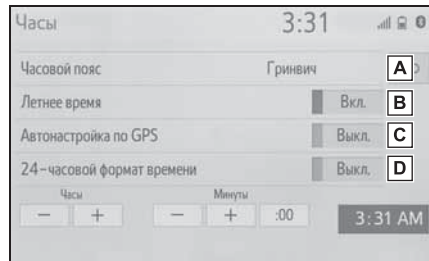 Часы 3:31
Часовой пояс Гринвич A
Летнее время Вкл. B
Автонастройка по GPS Выкл. C
24-часовой формат времени Выкл. D
Часы Минуты
− + − + :00 3:31 AM